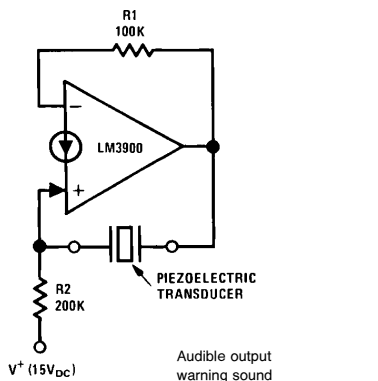 R1
100K
−
LM3900
+
PIEZOELECTRIC
TRANSDUCER
R2
200K
V+ (15VDC)
Audible output
warning sound